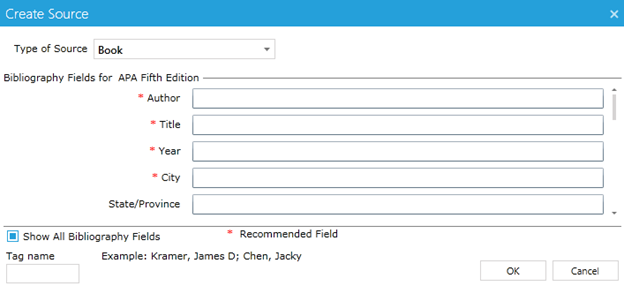 Create Source
Type of Source Book
Bibliography Fields for APA Fifth Edition
* Author
* Title
* Year
* City
State/Province
Show All Bibliography Fields * Recommended Field
Tag name Example: Kramer, James D; Chen, Jacky
OK Cancel